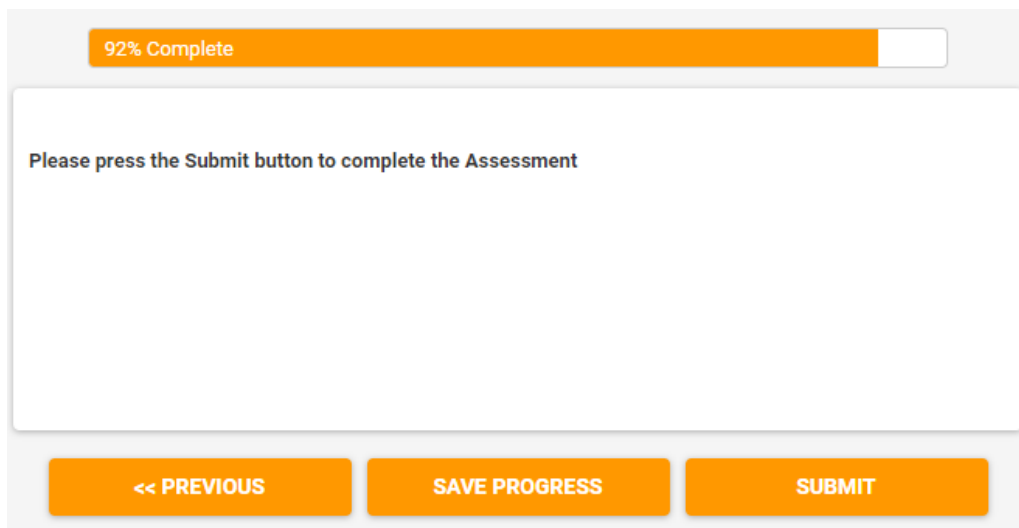 92% Complete
Please press the Submit button to complete the Assessment
<< PREVIOUS
SAVE PROGRESS
SUBMIT